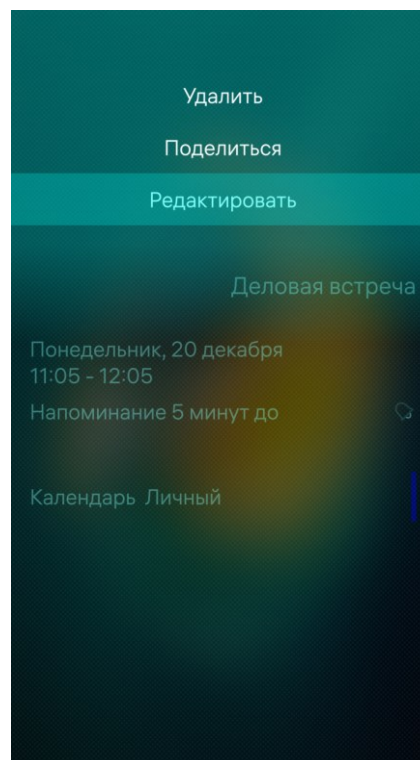 Удалить
Поделиться
Редактировать
Деловая встреча
Понедельник, 20 декабря
11:05 - 12:05
Напоминание 5 минут до
Календарь Личный